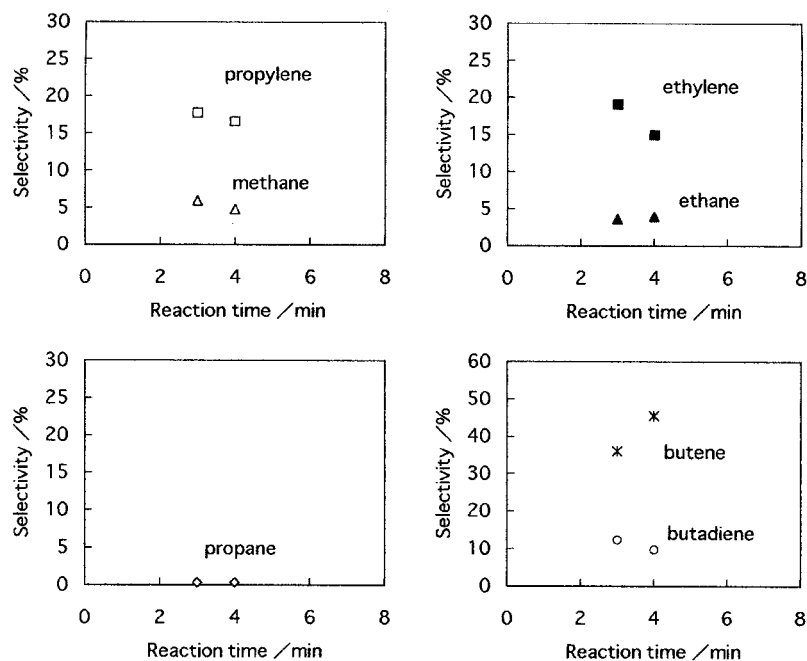 30
25
20
15
10
5
0
Selectivity /%
propylene
methane
0 2 4 6 8
Reaction time /min
30
25
20
15
10
5
0
Selectivity /%
ethylene
ethane
0 2 4 6 8
Reaction time /min
30
25
20
15
10
5
0
Selectivity /%
propane
0 2 4 6 8
Reaction time /min
60
50
40
30
20
10
0
Selectivity /%
butene
butadiene
0 2 4 6 8
Reaction time /min